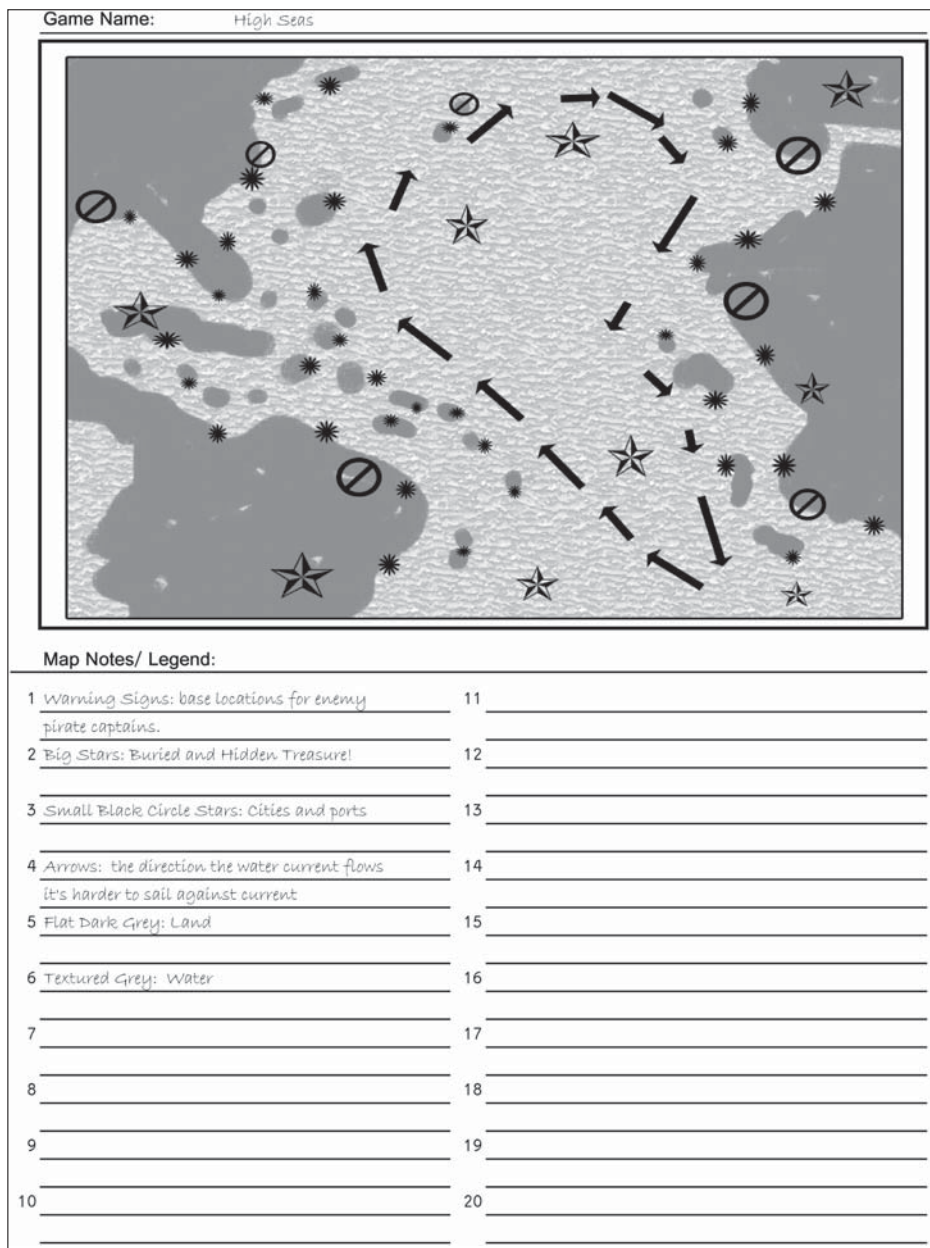 Game Name: High Seas
Map Notes/ Legend:
1 Warning Signs: base locations for enemy
pirate captains.
2 Big Stars: Buried and Hidden Treasure!
3 Small Black Circle Stars: Cities and ports
4 Arrows: the direction the water current flows
it's harder to sail against current
5 Flat Dark Grey: Land
6 Textured Grey: Water
7
8
9
10
11
12
13
14
15
16
17
18
19
20